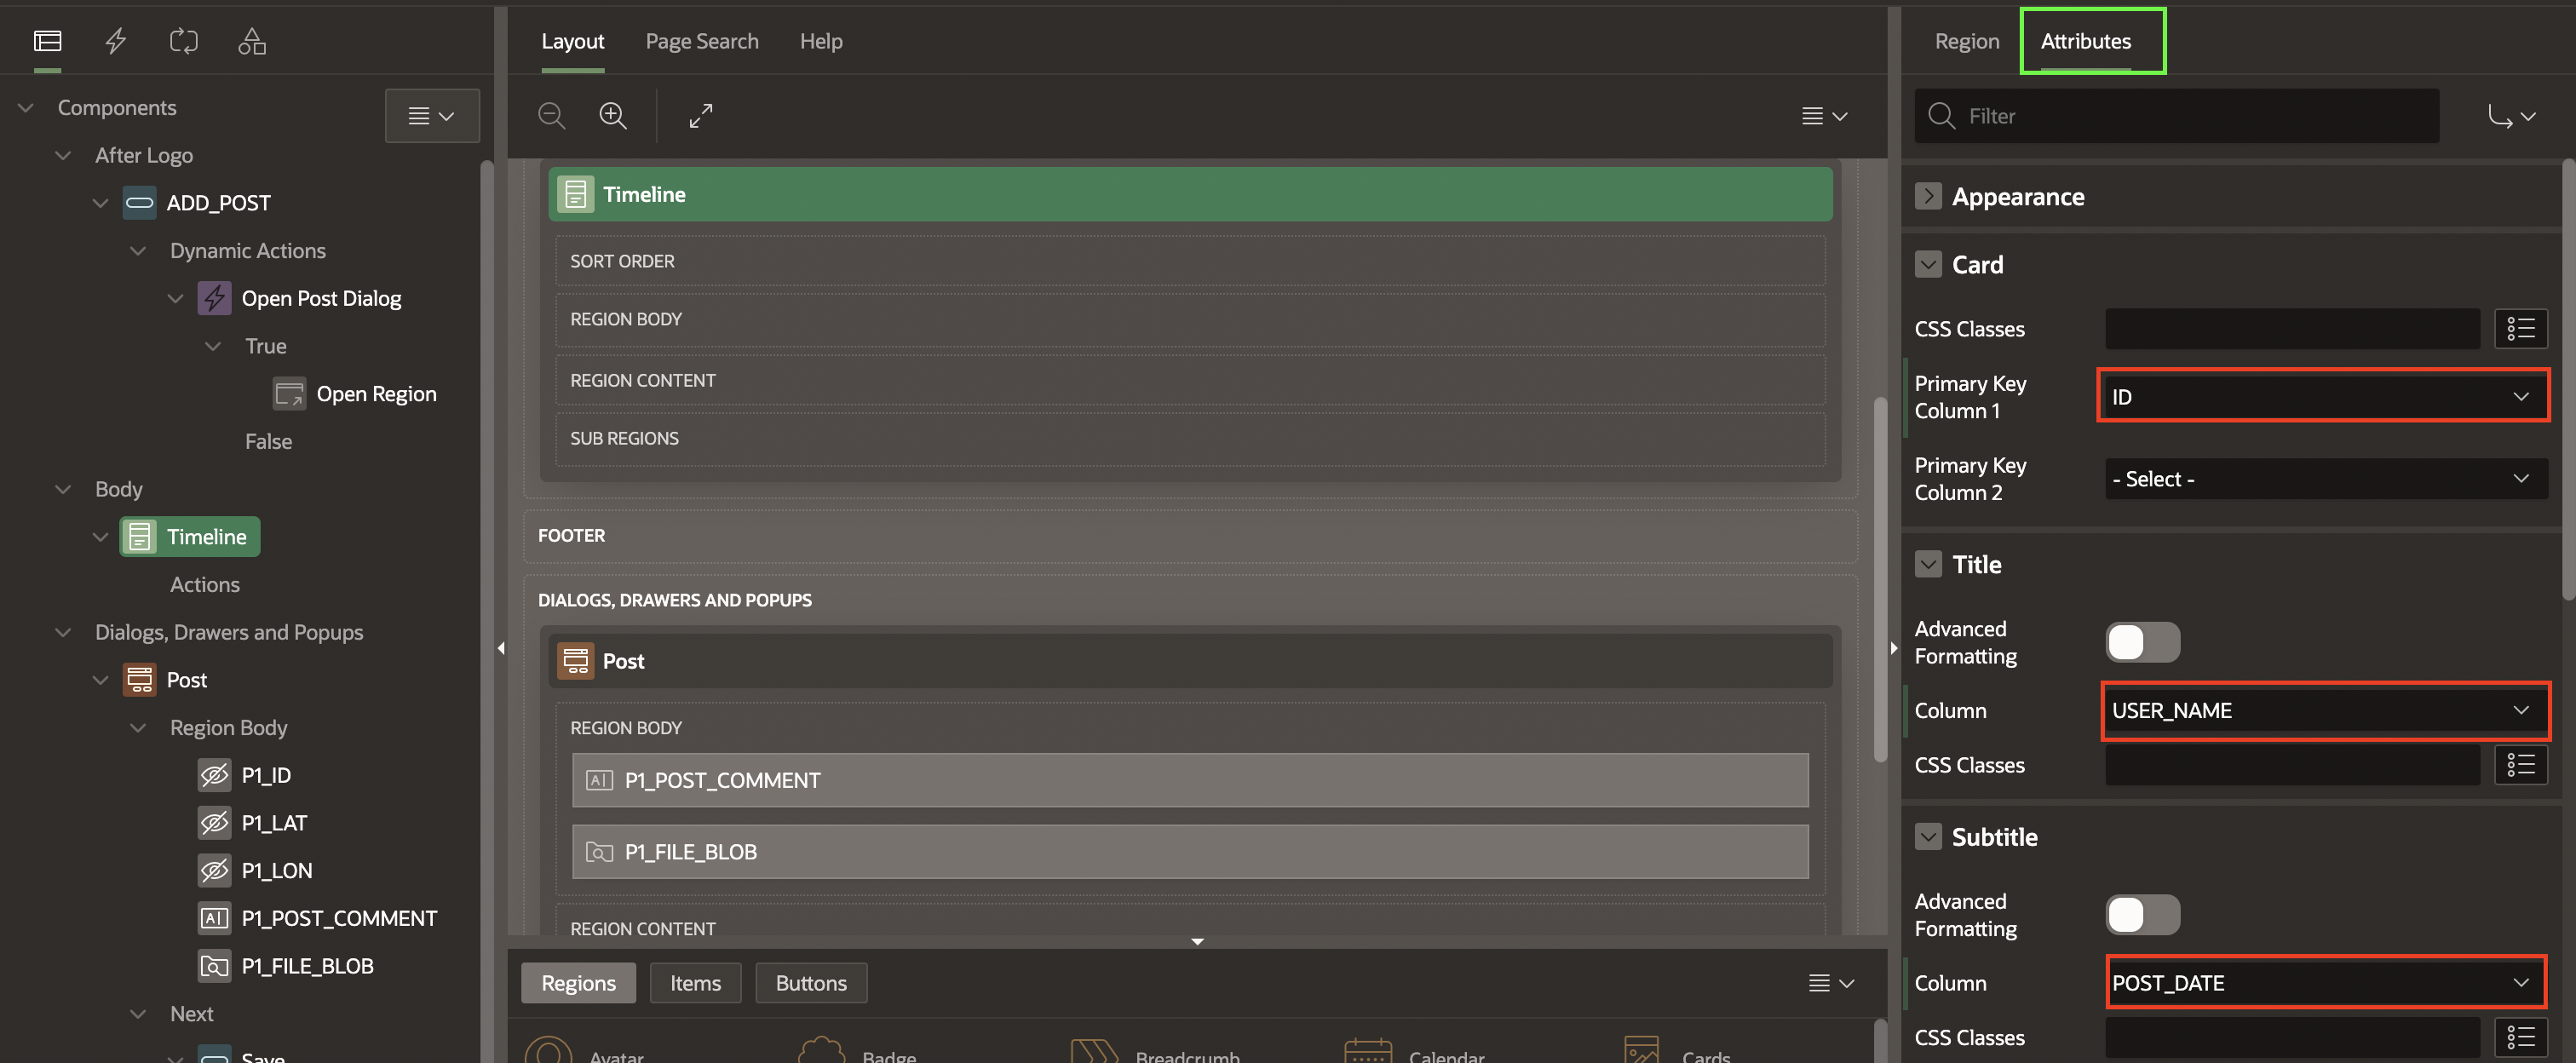 Components
After Logo
ADD_POST
Dynamic Actions
Open Post Dialog
True
Open Region
False
Body
Timeline
Actions
Dialogs, Drawers and Popups
Post
Region Body
P1_ID
P1_LAT
P1_LON
P1_POST_COMMENT
P1_FILE_BLOB
Next
Save
Layout Page Search Help
Timeline
SORT ORDER
REGION BODY
REGION CONTENT
SUB REGIONS
FOOTER
DIALOGS, DRAWERS AND POPUPS
Post
REGION BODY
P1_POST_COMMENT
P1_FILE_BLOB
REGION CONTENT
Regions Items Buttons
Avatar Badge Breadcrumb Calendar Cards
Region Attributes
Filter
Appearance
Card
CSS Classes
Primary Key
Column 1
ID
Primary Key
Column 2
- Select -
Title
Advanced
Formatting
Column USER_NAME
CSS Classes
Subtitle
Advanced
Formatting
Column POST_DATE
CSS Classes